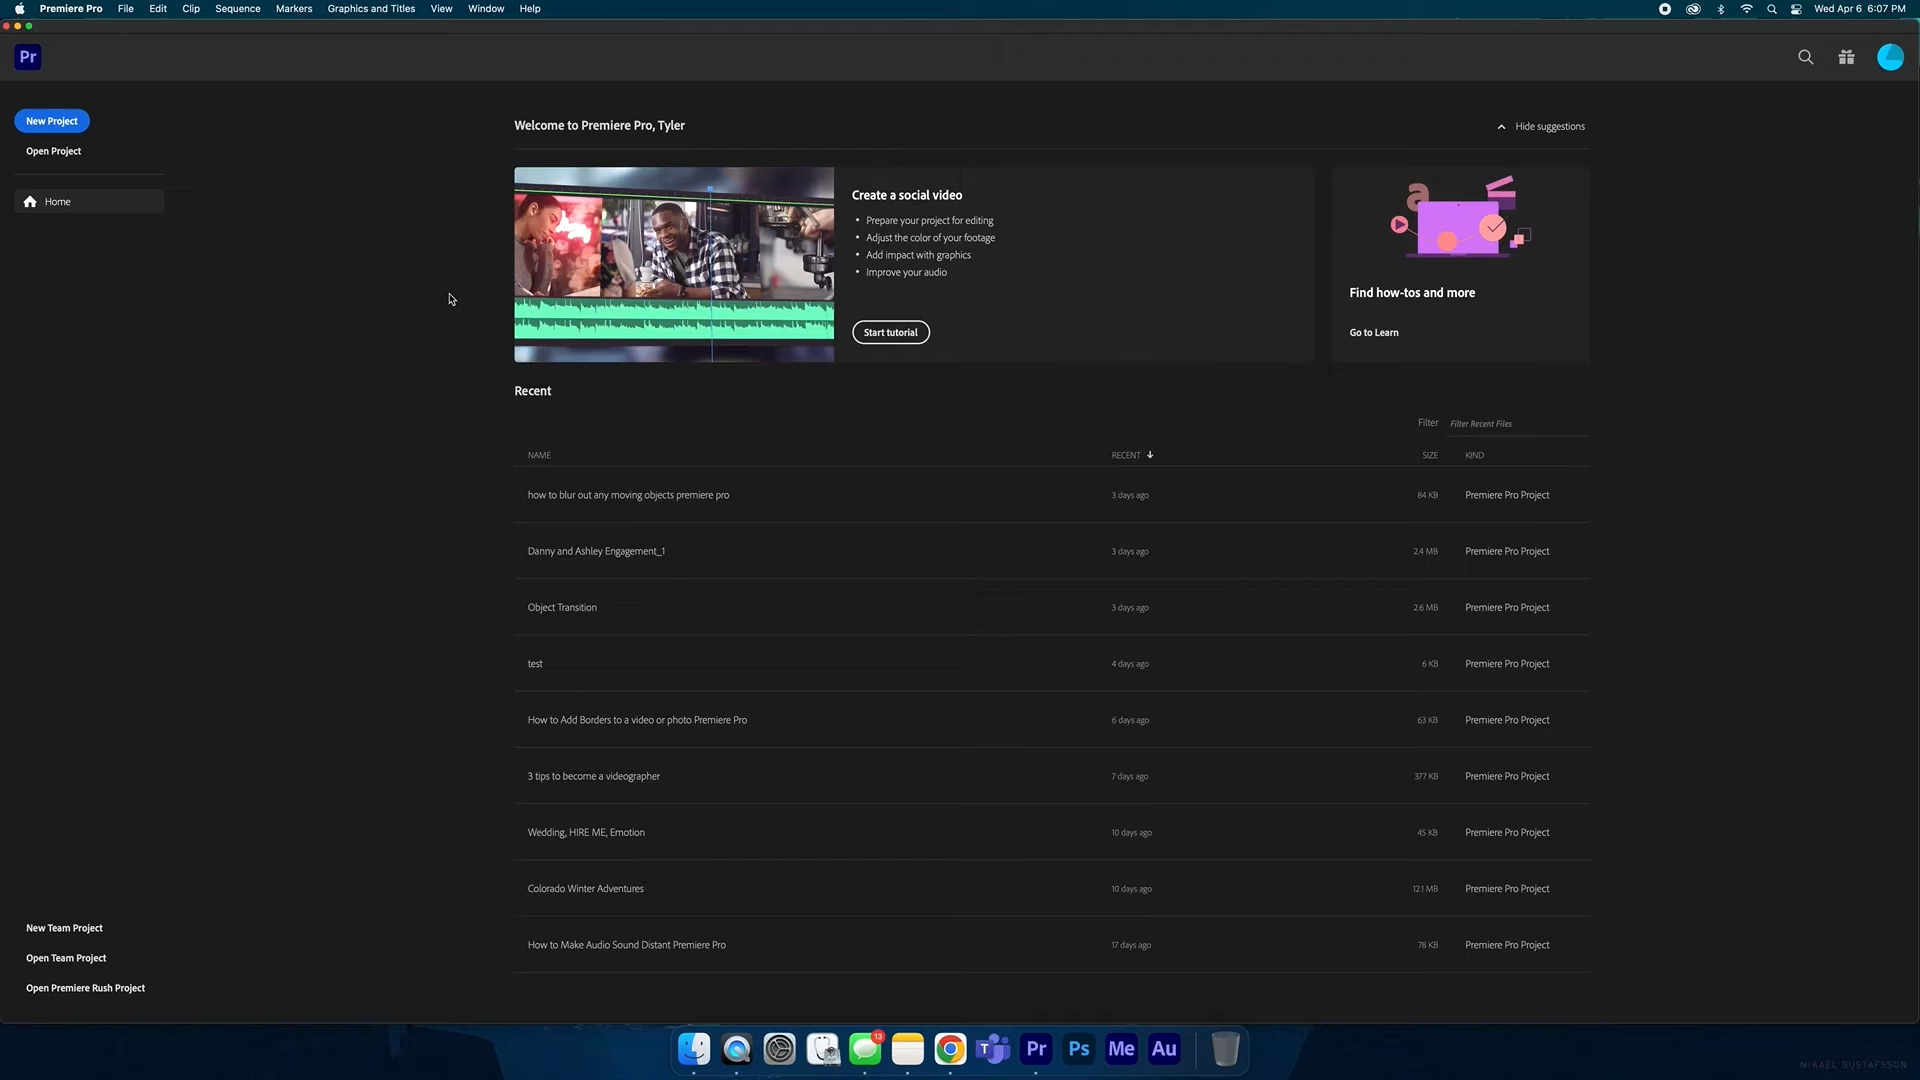 Premiere Pro File Edit Clip Sequence Markers Graphics and Titles View Window Help Wed Apr 6 6:07 PM
Pr
New Project
Open Project
Home
Welcome to Premiere Pro, Tyler
Hide suggestions
Create a social video
• Prepare your project for editing
• Adjust the color of your footage
• Add impact with graphics
• Improve your audio
Start tutorial
a
Find how-tos and more
Go to Learn
Recent
Filter Filter Recent Files
NAME RECENT SIZE KIND
how to blur out any moving objects premiere pro 3 days ago 84 KB Premiere Pro Project
Danny and Ashley Engagement_1 3 days ago 2.4 MB Premiere Pro Project
Object Transition 3 days ago 2.6 MB Premiere Pro Project
test 4 days ago 6 KB Premiere Pro Project
How to Add Borders to a video or photo Premiere Pro 6 days ago 63 KB Premiere Pro Project
3 tips to become a videographer 7 days ago 377 KB Premiere Pro Project
Wedding, HIRE ME, Emotion 10 days ago 45 KB Premiere Pro Project
Colorado Winter Adventures 10 days ago 12.1 MB Premiere Pro Project
How to Make Audio Sound Distant Premiere Pro 17 days ago 78 KB Premiere Pro Project
New Team Project
Open Team Project
Open Premiere Rush Project
13
T Pr Ps Me Au
MIKAEL GUSTAFSSON